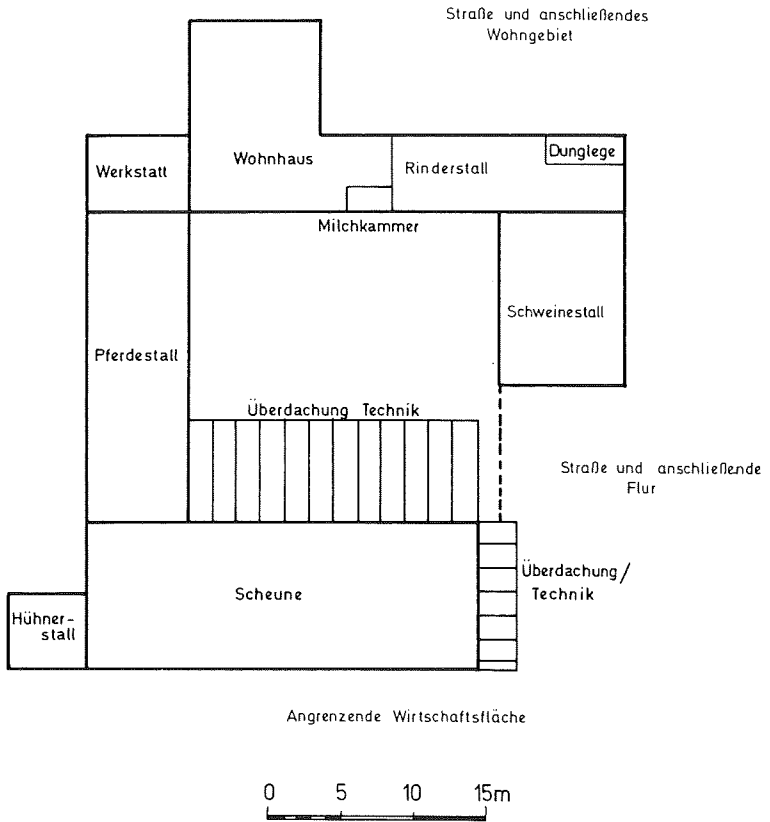 Straße und anschließendes
Wohngebiet
Dunglege
Wohnhaus
Rinderstall
Werkstatt
Milchkammer
Schweinestall
Pferdestall
Überdachung Technik
Straße und anschließende
Flur
Überdachung/
Technik
Scheune
Hühner-
stall
Angrenzende Wirtschaftsfläche
0 5 10 15m